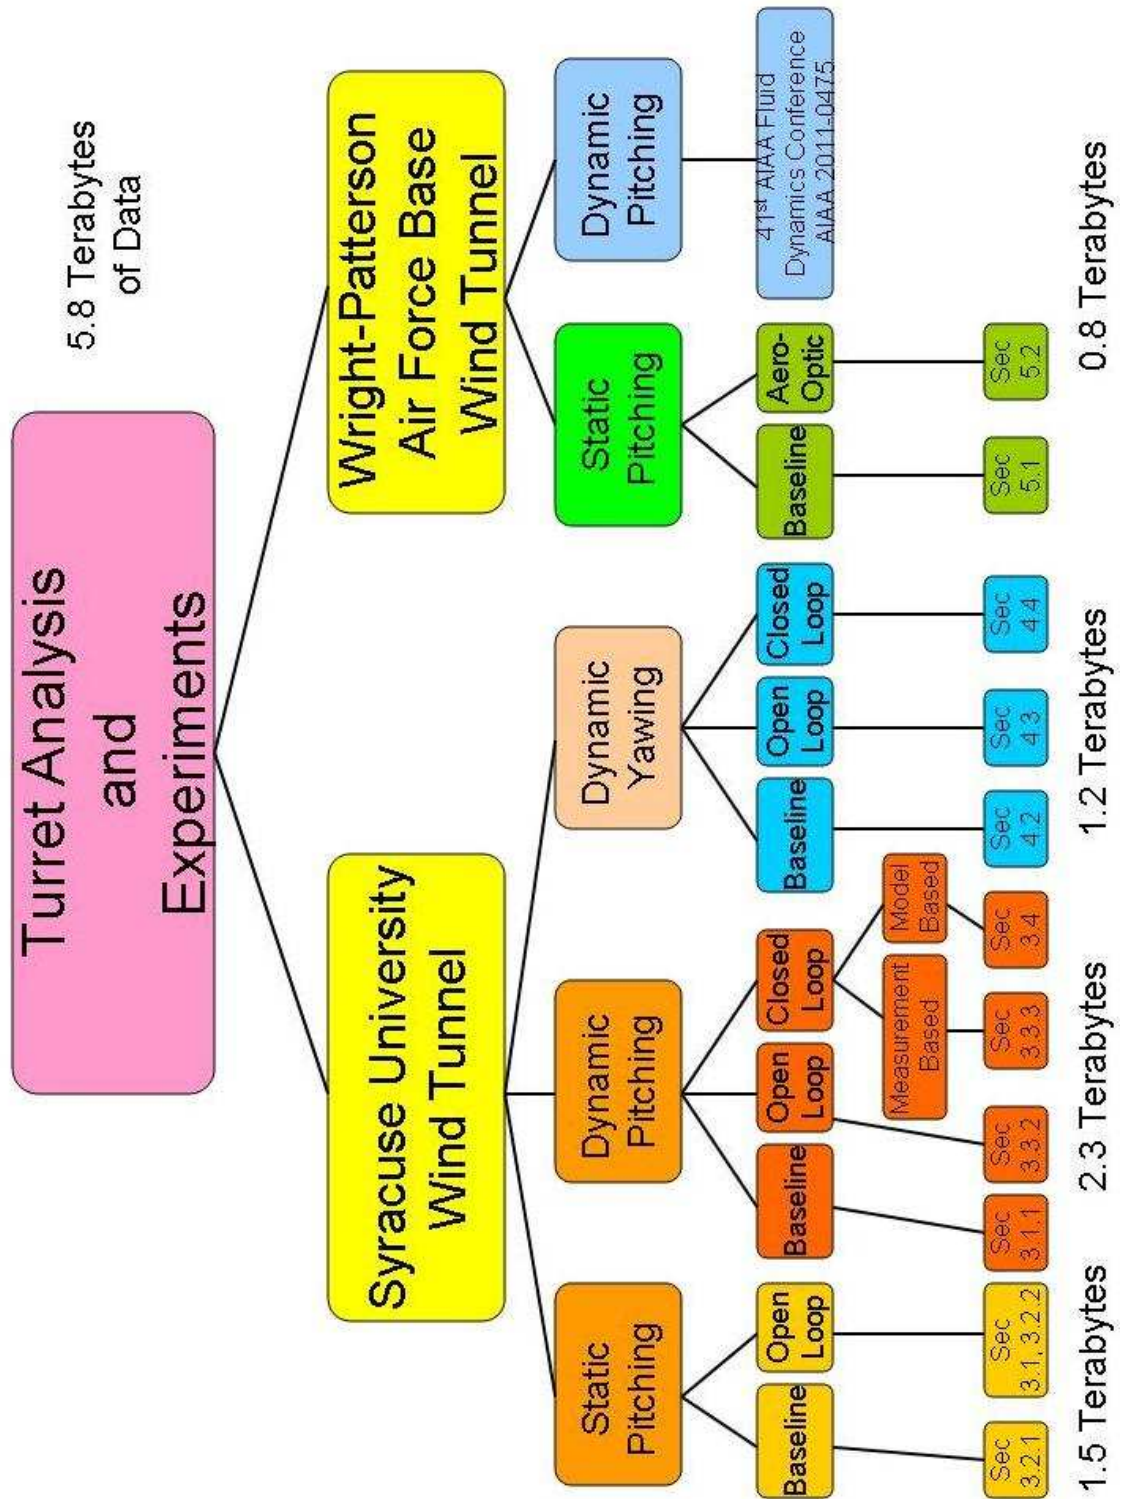 Turret Analysis
and
Experiments
5.8 Terabytes
of Data
Syracuse University
Wind Tunnel
Wright-Patterson
Air Force Base
Wind Tunnel
Static
Pitching
Dynamic
Pitching
Dynamic
Yawing
Static
Pitching
Dynamic
Pitching
Baseline
Open
Loop
Baseline
Open
Loop
Closed
Loop
Baseline
Open
Loop
Closed
Loop
Baseline
Aero-
Optic
41st AIAA Fluid
Dynamics Conference
AIAA 2011-0475
Measurement
Based
Model
Based
Sec
3.2.1
Sec
3.1, 3.2.2
Sec
3.1.1
Sec
3.3.2
Sec
3.3.3
Sec
3.4
Sec
4.2
Sec
4.3
Sec
4.4
Sec
5.1
Sec
5.2
1.5 Terabytes
2.3 Terabytes
1.2 Terabytes
0.8 Terabytes